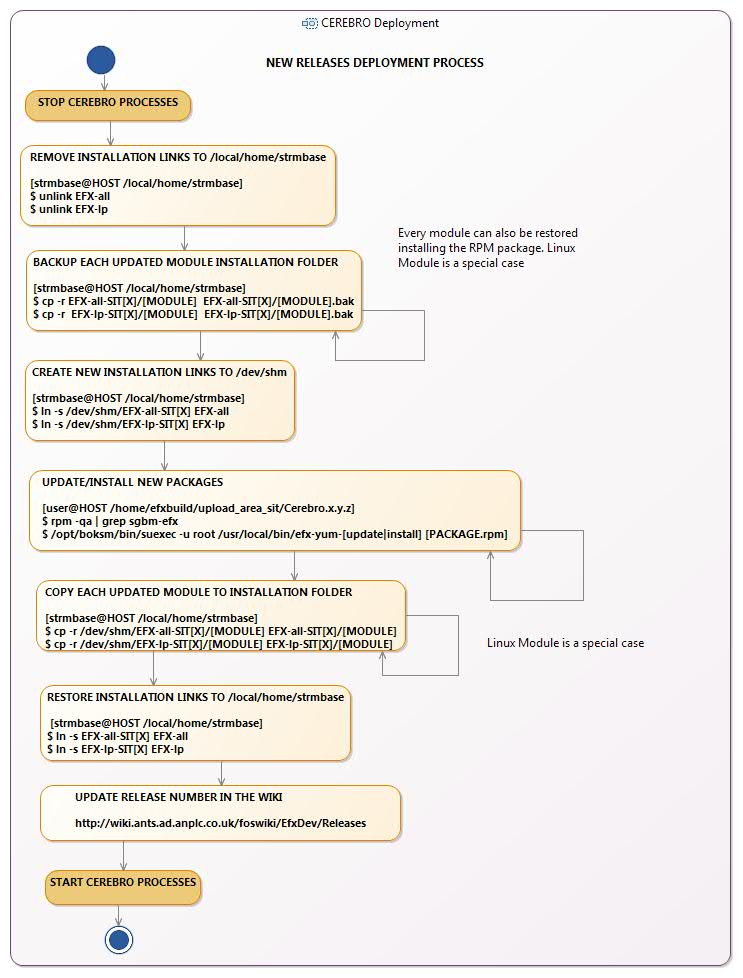 CEREBRO Deployment
NEW RELEASES DEPLOYMENT PROCESS
STOP CEREBRO PROCESSES
REMOVE INSTALLATION LINKS TO /local/home/strmbase
[strmbase@HOST /local/home/strmbase]
$ unlink EFX-all
$ unlink EFX-lp
Every module can also be restored
installing the RPM package. Linux
Module is a special case
BACKUP EACH UPDATED MODULE INSTALLATION FOLDER
[strmbase@HOST /local/home/strmbase]
$ cp -r EFX-all-SIT[X]/[MODULE]  EFX-all-SIT[X]/[MODULE].bak
$ cp -r  EFX-lp-SIT[X]/[MODULE]  EFX-lp-SIT[X]/[MODULE].bak
CREATE NEW INSTALLATION LINKS TO /dev/shm
[strmbase@HOST /local/home/strmbase]
$ ln -s /dev/shm/EFX-all-SIT[X] EFX-all
$ ln -s /dev/shm/EFX-lp-SIT[X] EFX-lp
UPDATE/INSTALL NEW PACKAGES
[user@HOST /home/efxbuild/upload_area_sit/Cerebro.x.y.z]
$ rpm -qa | grep sgbm-efx
$ /opt/boksm/bin/suexec -u root /usr/local/bin/efx-yum-[update|install] [PACKAGE.rpm]
COPY EACH UPDATED MODULE TO INSTALLATION FOLDER
[strmbase@HOST /local/home/strmbase]
$ cp -r /dev/shm/EFX-all-SIT[X]/[MODULE] EFX-all-SIT[X]/[MODULE]
$ cp -r /dev/shm/EFX-lp-SIT[X]/[MODULE] EFX-lp-SIT[X]/[MODULE]
Linux Module is a special case
RESTORE INSTALLATION LINKS TO /local/home/strmbase
[strmbase@HOST /local/home/strmbase]
$ ln -s EFX-all-SIT[X] EFX-all
$ ln -s EFX-lp-SIT[X] EFX-lp
UPDATE RELEASE NUMBER IN THE WIKI
http://wiki.ants.ad.anplc.co.uk/foswiki/EfxDev/Releases
START CEREBRO PROCESSES